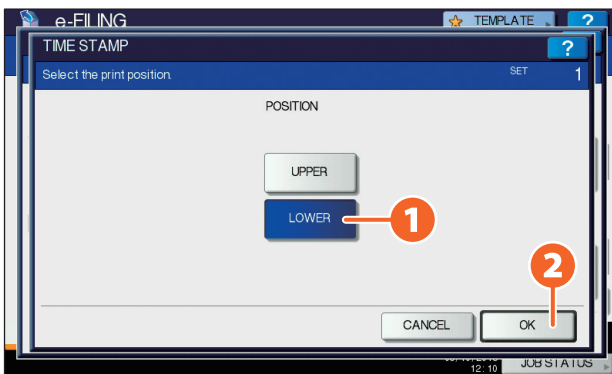 e-FILING
TEMPLATE
?
TIME STAMP
?
Select the print position.
SET 1
POSITION
UPPER
LOWER
1
2
CANCEL
OK
12:10
JOB STATUS